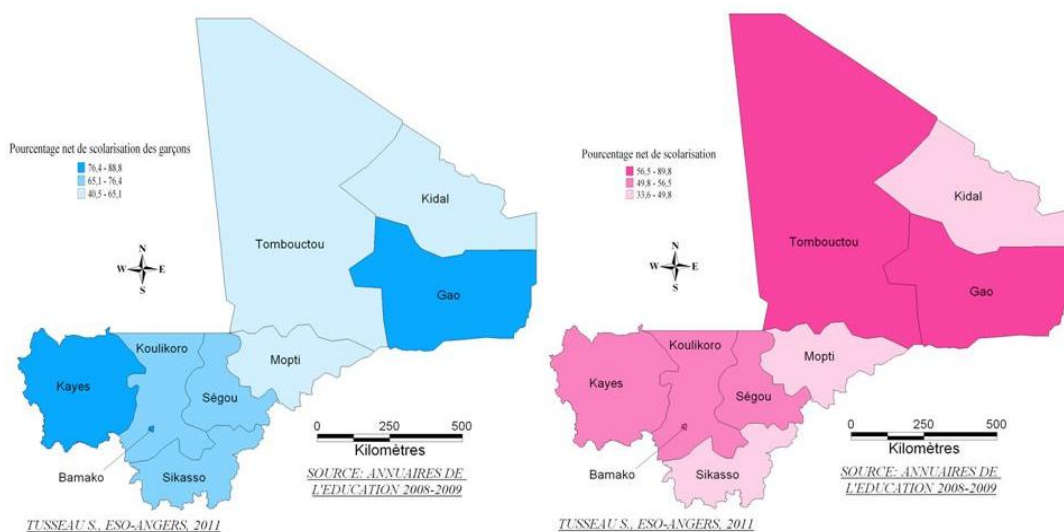 Pourcentage net de scolarisation des garçons
76,4 - 88,8
65,1 - 76,4
40,5 - 65,1
N
W E
S
Kidal
Tombouctou
Gao
Koulikoro
Mopti
Kayes
Ségou
Bamako
Sikasso
0 250 500
Kilomètres
SOURCE: ANNUAIRES DE
L'EDUCATION 2008-2009
TUSSEAU S., ESO-ANGERS, 2011
Pourcentage net de scolarisation
56,5 - 89,8
49,8 - 56,5
33,6 - 49,8
N
W E
S
Kidal
Tombouctou
Gao
Koulikoro
Mopti
Kayes
Ségou
Bamako
Sikasso
0 250 500
Kilomètres
SOURCE: ANNUAIRES DE
L'EDUCATION 2008-2009
TUSSEAU S., ESO-ANGERS, 2011